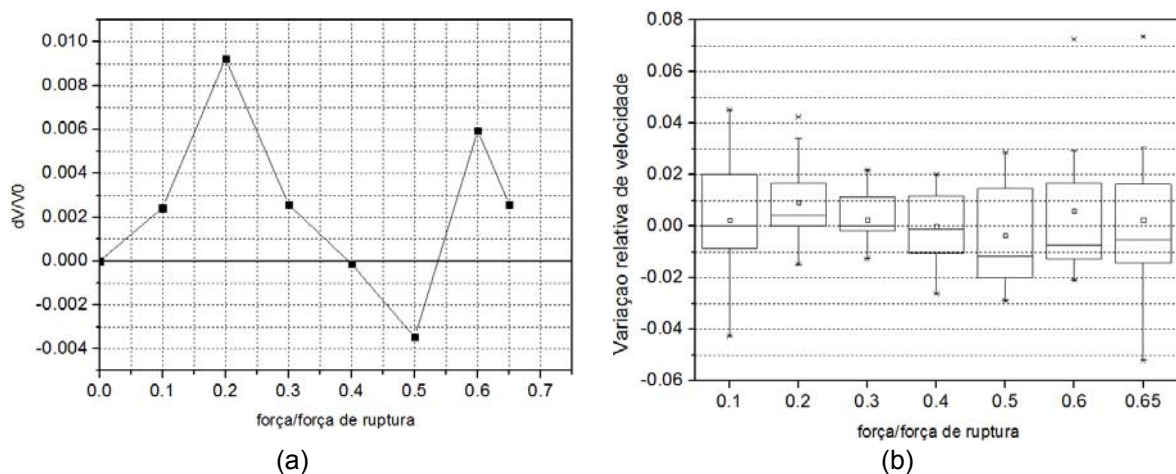 0.010
0.008
0.006
0.004
0.002
0.000
-0.002
-0.004
dV/V0
0.0 0.1 0.2 0.3 0.4 0.5 0.6 0.7
força/força de ruptura
(a)
0.08
0.06
0.04
0.02
0.00
-0.02
-0.04
-0.06
Variaçao relativa de velocidade
0.1 0.2 0.3 0.4 0.5 0.6 0.65
força/força de ruptura
(b)